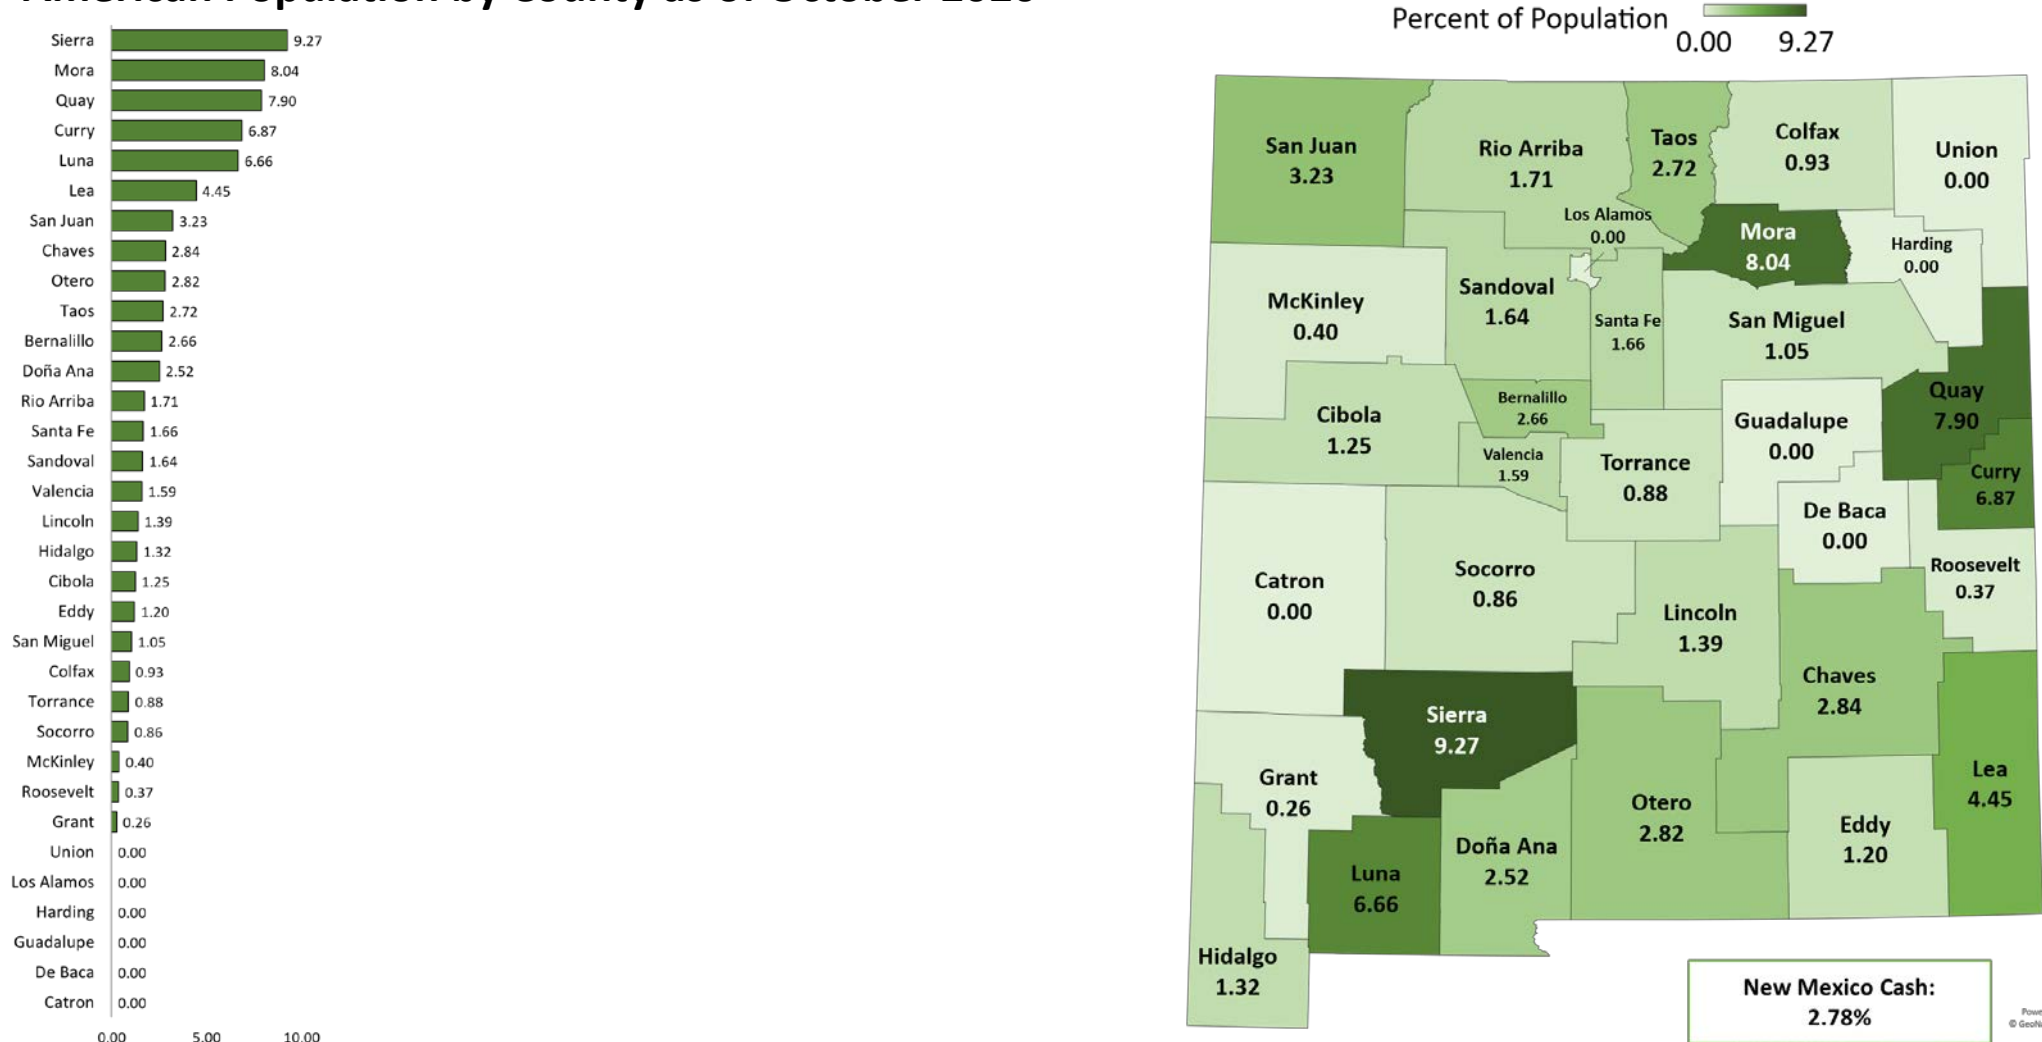 Sierra 9.27
Mora 8.04
Quay 7.90
Curry 6.87
Luna 6.66
Lea 4.45
San Juan 3.23
Chaves 2.84
Otero 2.82
Taos 2.72
Bernalillo 2.66
Doña Ana 2.52
Rio Arriba 1.71
Santa Fe 1.66
Sandoval 1.64
Valencia 1.59
Lincoln 1.39
Hidalgo 1.32
Cibola 1.25
Eddy 1.20
San Miguel 1.05
Colfax 0.93
Torrance 0.88
Socorro 0.86
McKinley 0.40
Roosevelt 0.37
Grant 0.26
Union 0.00
Los Alamos 0.00
Harding 0.00
Guadalupe 0.00
De Baca 0.00
Catron 0.00
0.00 5.00 10.00
Percent of Population
0.00 9.27
San Juan
3.23
Rio Arriba
1.71
Taos
2.72
Colfax
0.93
Union
0.00
Los Alamos
0.00
Mora
8.04
Harding
0.00
McKinley
0.40
Sandoval
1.64
Santa Fe
1.66
San Miguel
1.05
Quay
7.90
Cibola
1.25
Bernalillo
2.66
Valencia
1.59
Torrance
0.88
Guadalupe
0.00
Curry
6.87
De Baca
0.00
Roosevelt
0.37
Catron
0.00
Socorro
0.86
Lincoln
1.39
Chaves
2.84
Sierra
9.27
Grant
0.26
Lea
4.45
Otero
2.82
Eddy
1.20
Luna
6.66
Doña Ana
2.52
Hidalgo
1.32
New Mexico Cash:
2.78%